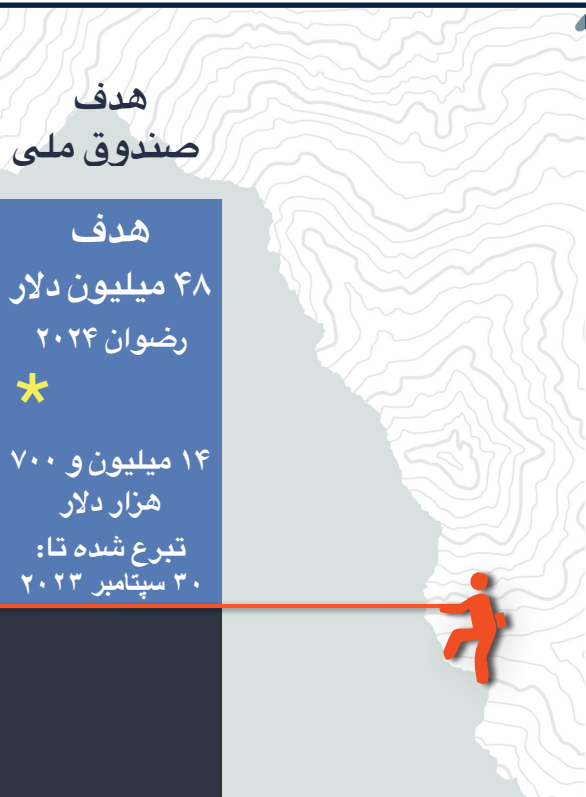 هدف
صندوق ملی
هدف
۴۸ میلیون دلار
رضوان ۲۰۲۴
*
۱۴ میلیون و ۷۰۰
هزار دلار
تبرع شده تا:
۳۰ سپتامبر ۲۰۲۳